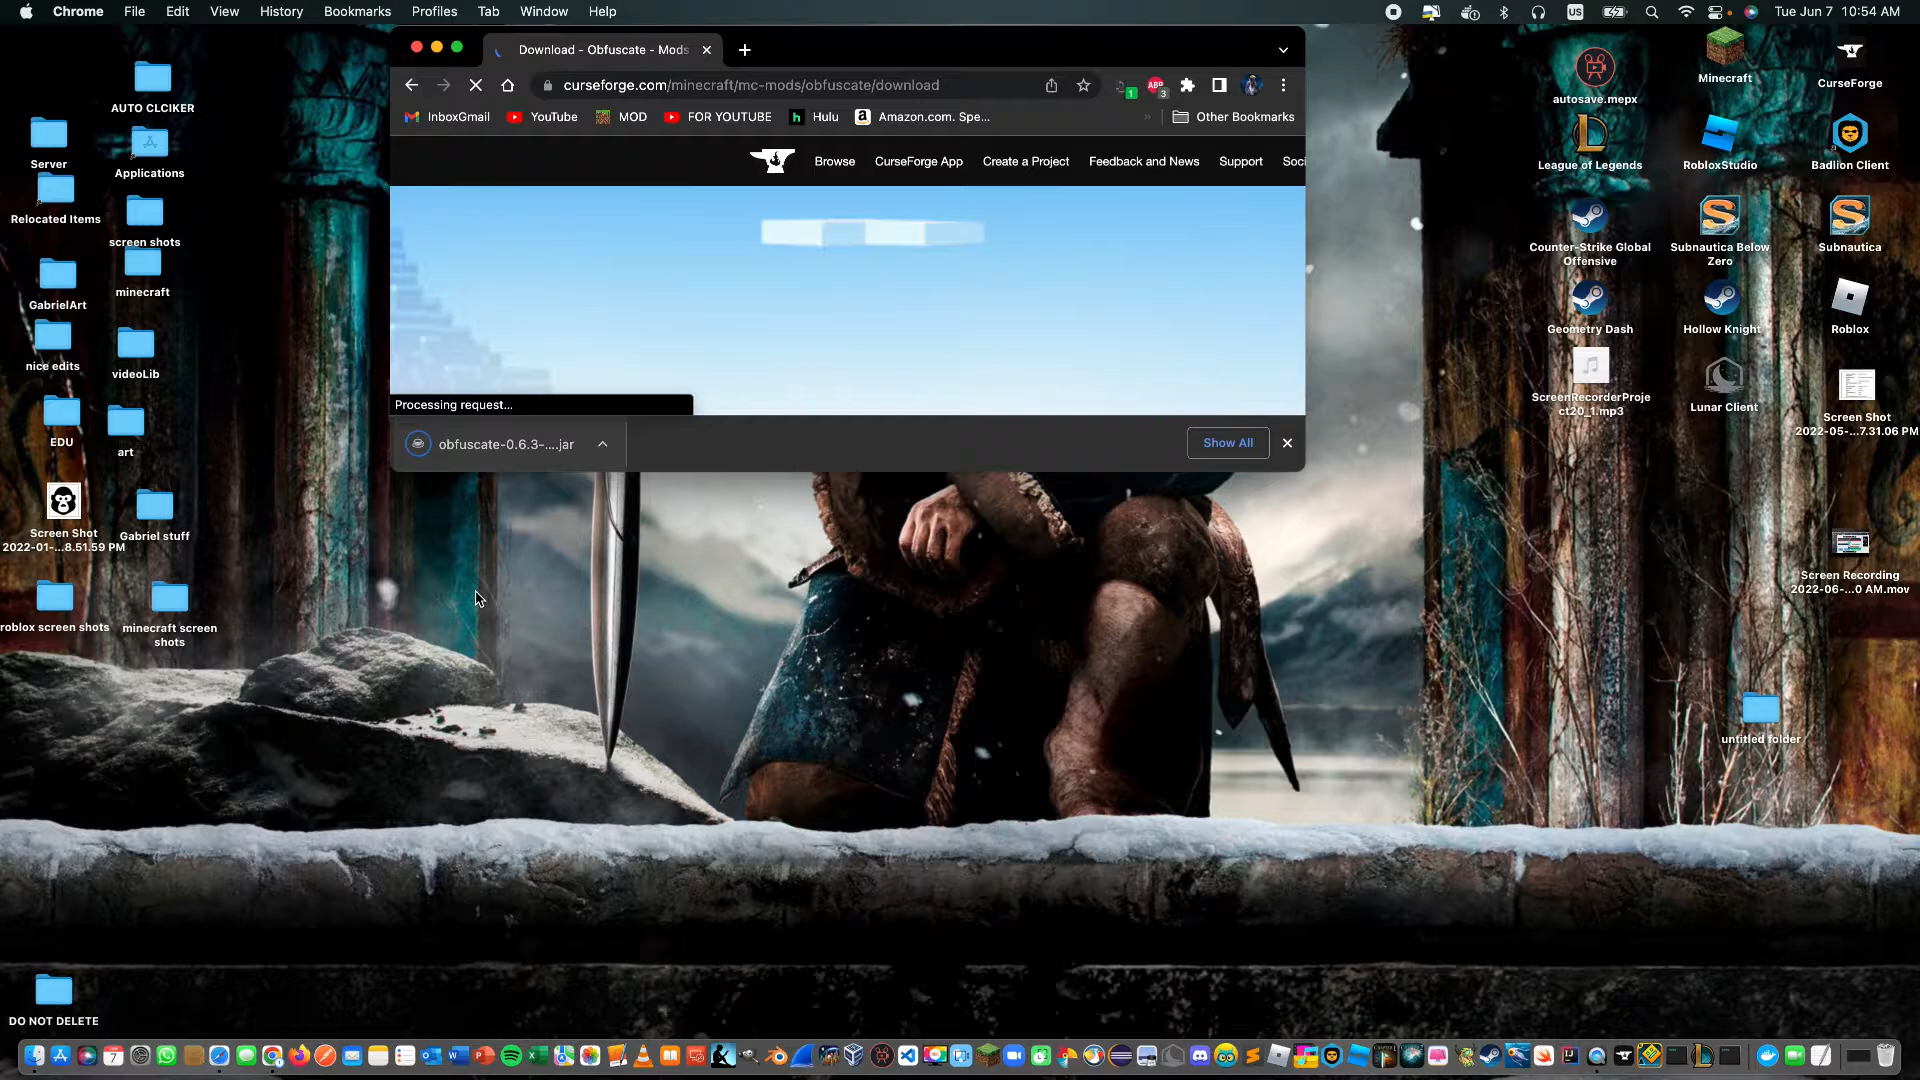 Chrome File Edit View History Bookmarks Profiles Tab Window Help
US
Tue Jun 7 10:54 AM
Download - Obfuscate - Mods
curseforge.com/minecraft/mc-mods/obfuscate/download
1
ABP
3
InboxGmail YouTube MOD FOR YOUTUBE h Hulu a Amazon.com. Spe... » Other Bookmarks
Browse CurseForge App Create a Project Feedback and News Support Soci
Processing request...
obfuscate-0.6.3-....jar
Show All
AUTO CLCIKER
Server
Applications
Relocated Items
screen shots
GabrielArt
minecraft
nice edits
videoLib
EDU
art
Screen Shot
2022-01-...8.51.59 PM
Gabriel stuff
roblox screen shots
minecraft screen
shots
DO NOT DELETE
autosave.mepx
Minecraft
CurseForge
League of Legends
RobloxStudio
Badlion Client
Counter-Strike Global
Offensive
Subnautica Below
Zero
Subnautica
Geometry Dash
Hollow Knight
Roblox
ScreenRecorderProje
ct20_1.mp3
Lunar Client
Screen Shot
2022-05-...7.31.06 PM
Screen Recording
2022-06-...0 AM.mov
untitled folder
7